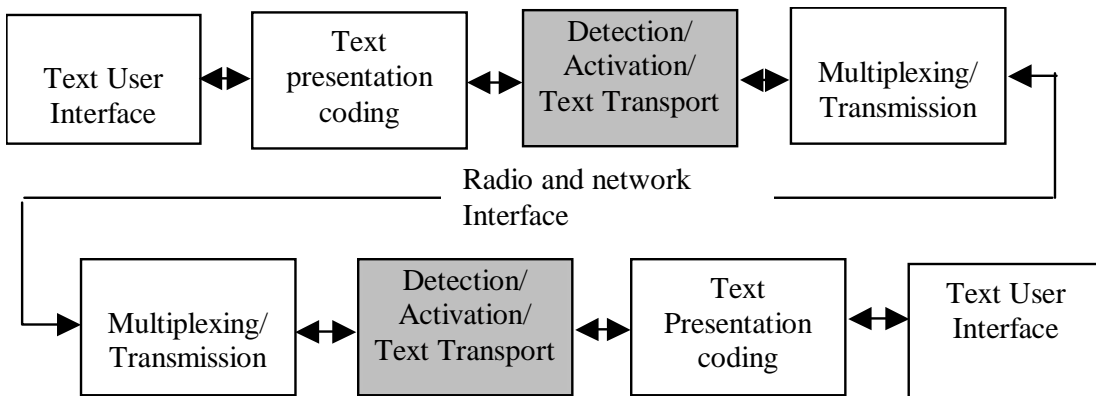 Text User
Interface
Text
presentation
coding
Detection/
Activation/
Text Transport
Multiplexing/
Transmission
Radio and network
Interface
Multiplexing/
Transmission
Detection/
Activation/
Text Transport
Text
Presentation
coding
Text User
Interface